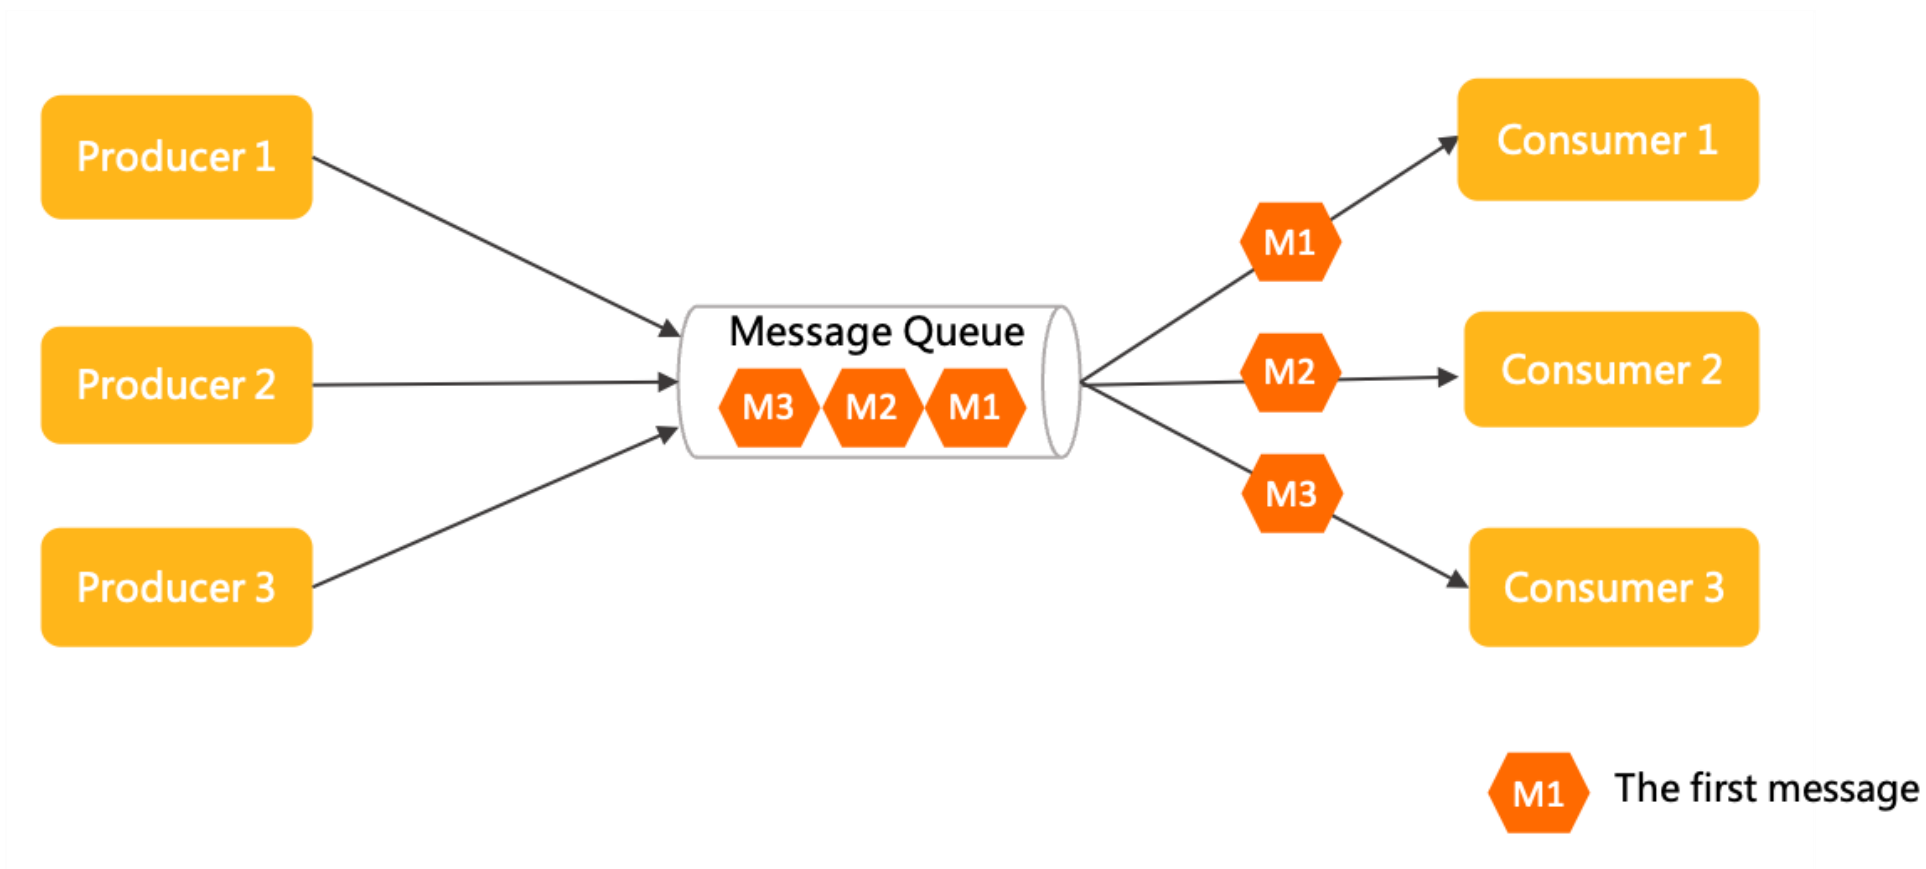 Producer 1
Producer 2
Producer 3
Message Queue
M3 M2 M1
M1
M2
M3
Consumer 1
Consumer 2
Consumer 3
M1 The first message